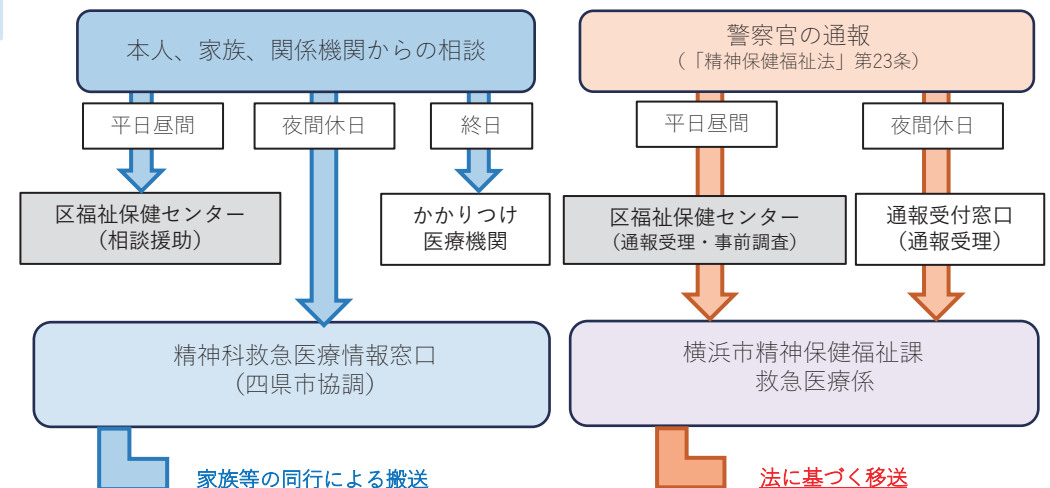 本人、家族、関係機関からの相談
警察官の通報
（「精神保健福祉法」第23条）
平日昼間
夜間休日
終日
平日昼間
夜間休日
区福祉保健センター
（相談援助）
かかりつけ
医療機関
区福祉保健センター
（通報受理・事前調査）
通報受付窓口
（通報受理）
精神科救急医療情報窓口
（四県市協調）
横浜市精神保健福祉課
救急医療係
家族等の同行による搬送
法に基づく移送